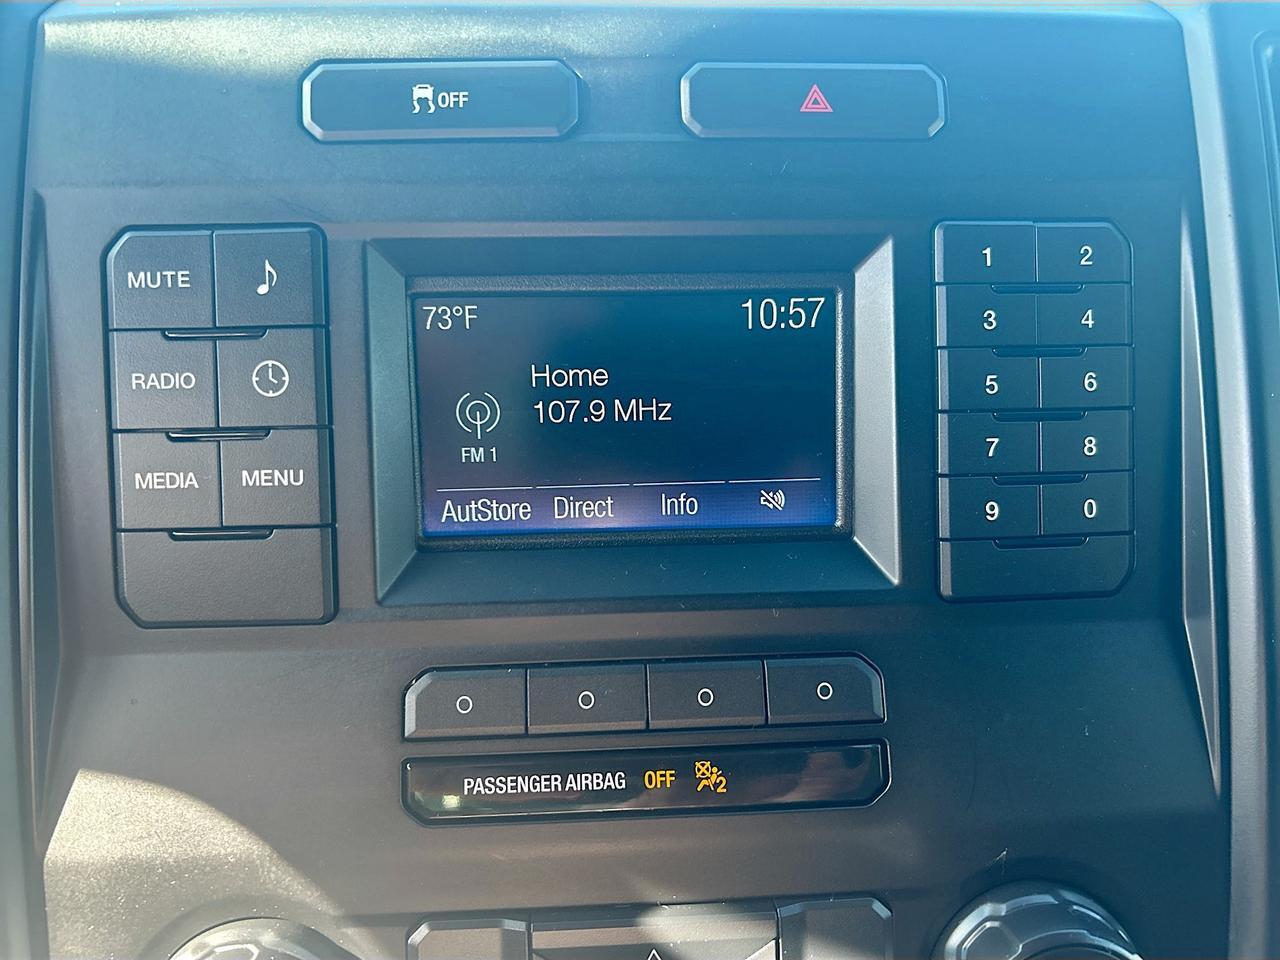 OFF
MUTE
RADIO
MEDIA MENU
73°F 10:57
Home
107.9 MHz
FM 1
AutStore Direct Info
1 2
3 4
5 6
7 8
9 0
PASSENGER AIRBAG OFF 2